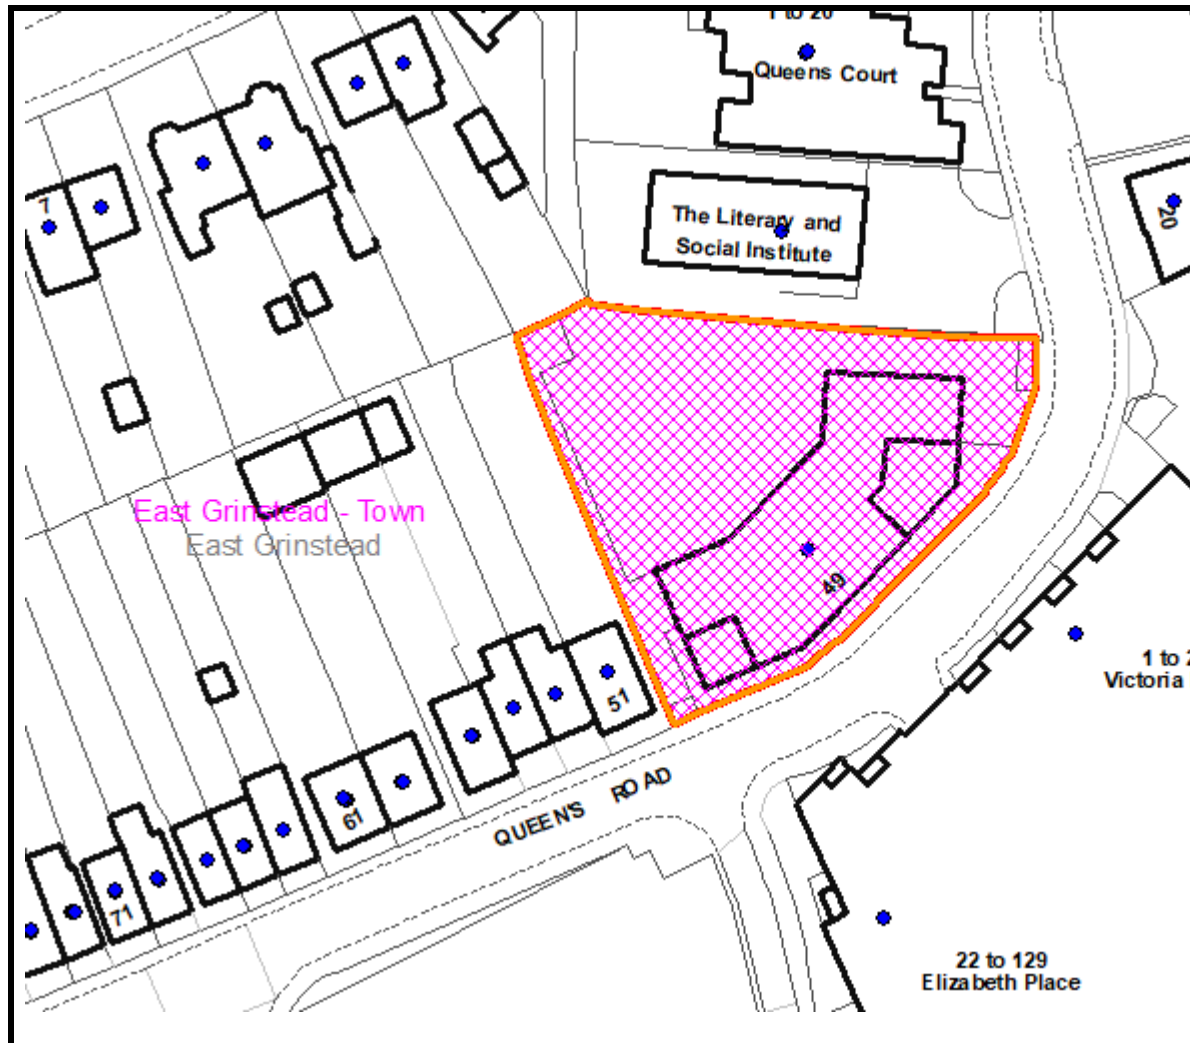 1 to 20
Queens Court
7
The Literary and
Social Institute
20
East Grinstead - Town
East Grinstead
49
1 to 2
Victoria
51
QUEEN'S ROAD
61
71
22 to 129
Elizabeth Place